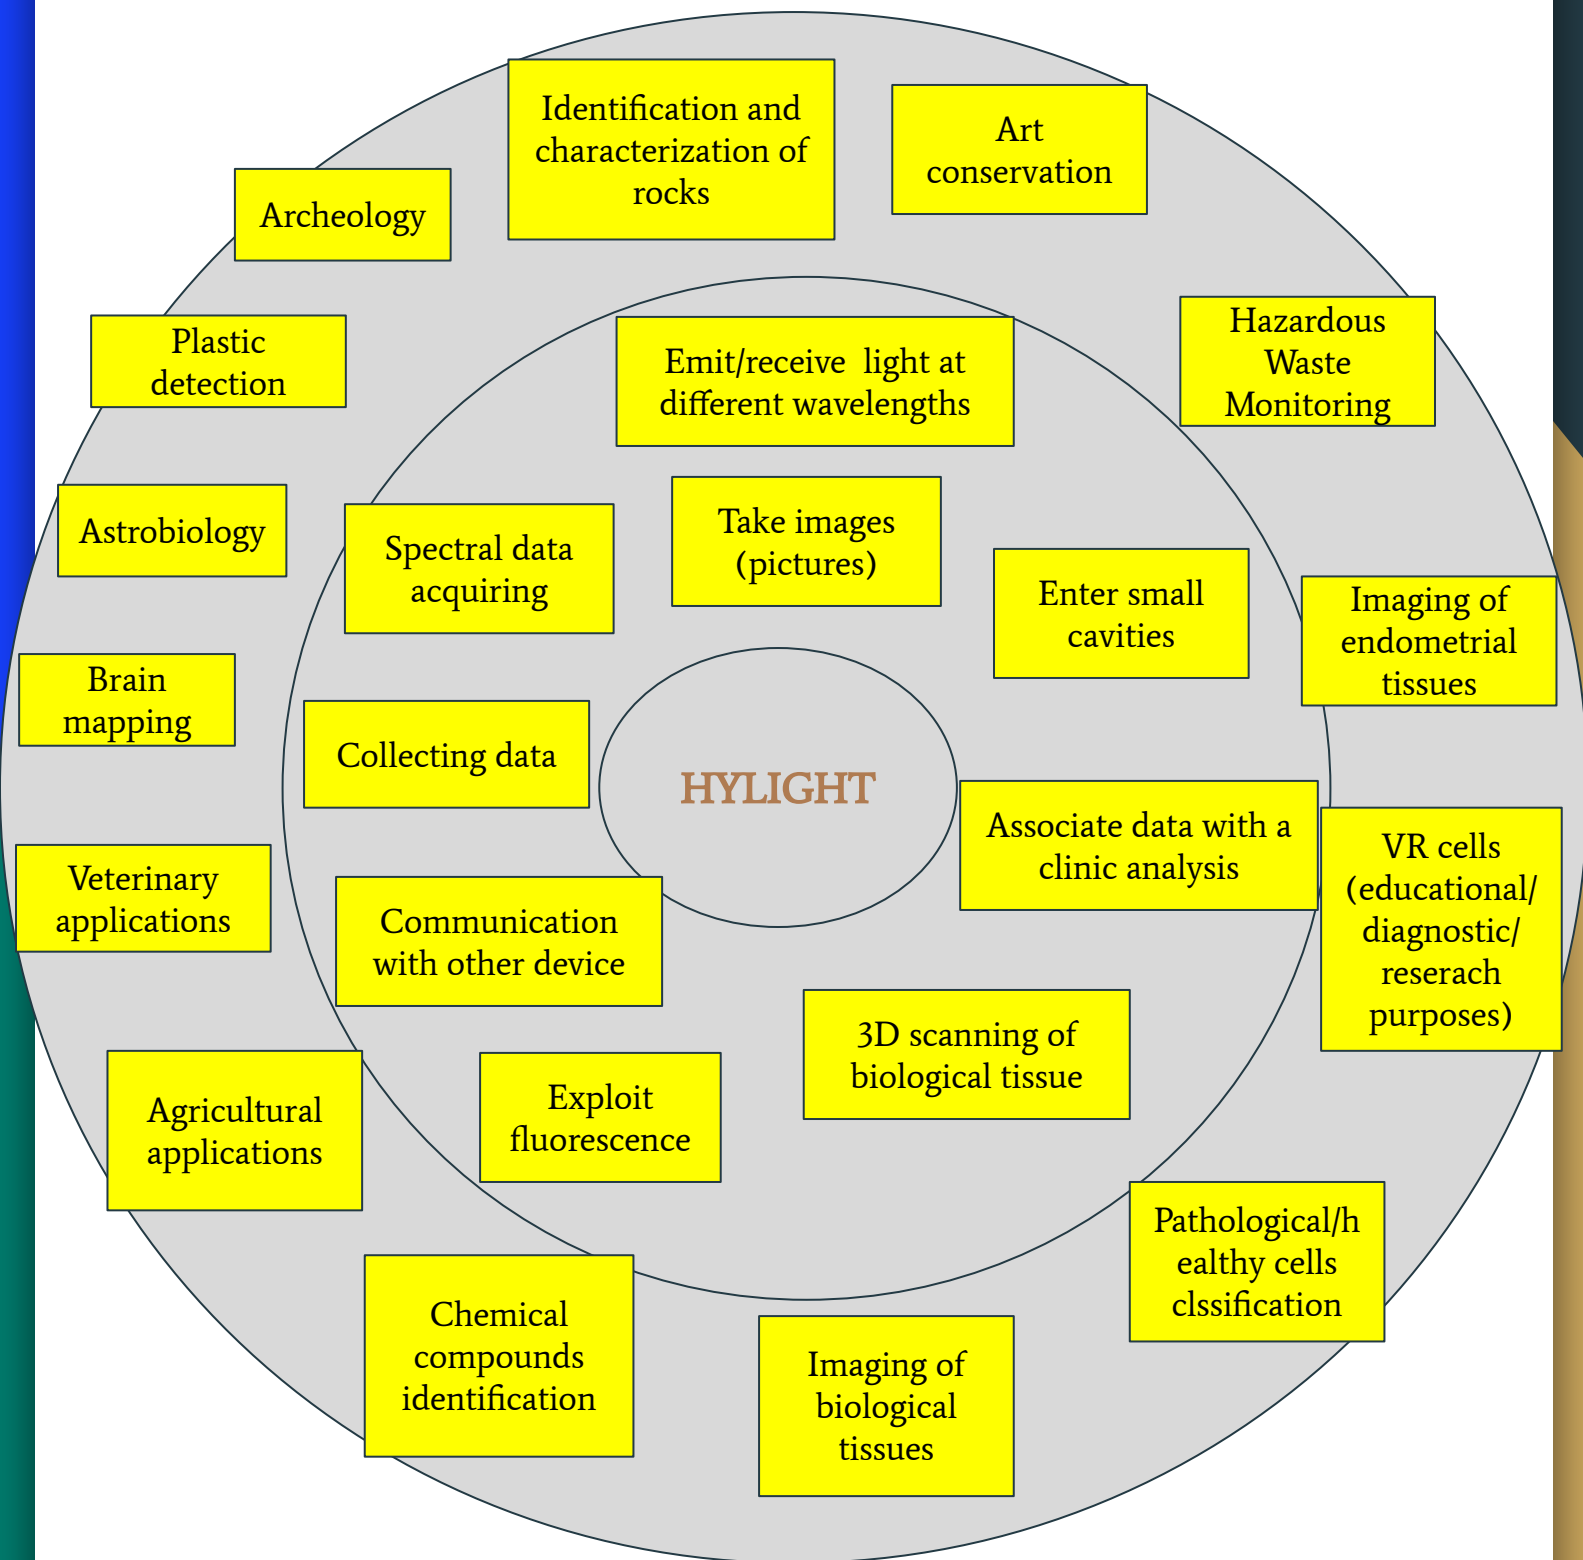 Identification and
characterization of
rocks
Art
conservation
Archeology
Hazardous
Waste
Monitoring
Plastic
detection
Emit/receive  light at
different wavelengths
Astrobiology
Spectral data
acquiring
Take images
(pictures)
Enter small
cavities
Imaging of
endometrial
tissues
Brain
mapping
Collecting data
HYLIGHT
Associate data with a
clinic analysis
VR cells
(educational/
diagnostic/
reserach
purposes)
Veterinary
applications
Communication
with other device
3D scanning of
biological tissue
Agricultural
applications
Exploit
fluorescence
Pathological/h
ealthy cells
clssification
Chemical
compounds
identification
Imaging of
biological
tissues